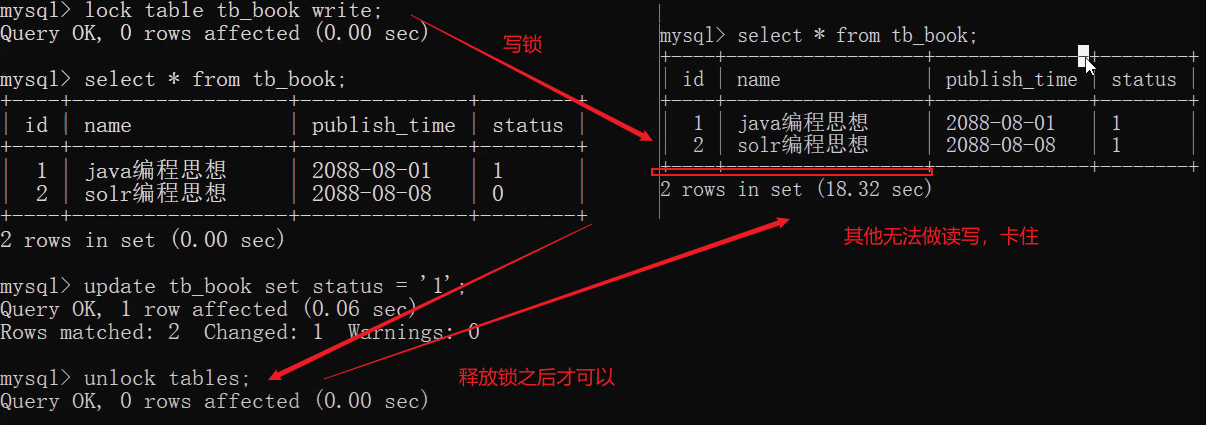 mysql> lock table tb_book write;
Query OK, 0 rows affected (0.00 sec)
mysql> select * from tb_book;
+----+--------------------+--------------+--------+
| id | name | publish_time | status |
+----+--------------------+--------------+--------+
| 1 | java编程思想 | 2088-08-01 | 1
| 2 | solr编程思想 | 2088-08-08 | 0
+----+--------------------+--------------+--------+
2 rows in set (0.00 sec)
mysql> update tb_book set status = '1';
Query OK, 1 row affected (0.06 sec)
Rows matched: 2 Changed: 1 Warnings: 0
mysql> unlock tables;
Query OK, 0 rows affected (0.00 sec)
写锁
释放锁之后才可以
mysql> select * from tb_book;
+----+--------------------+--------------+--------+
| id | name | publish_time | status |
+----+--------------------+--------------+--------+
| 1 | java编程思想 | 2088-08-01 | 1
| 2 | solr编程思想 | 2088-08-08 | 1
+----+--------------------+--------------+--------+
2 rows in set (18.32 sec)
其他无法做读写，卡住